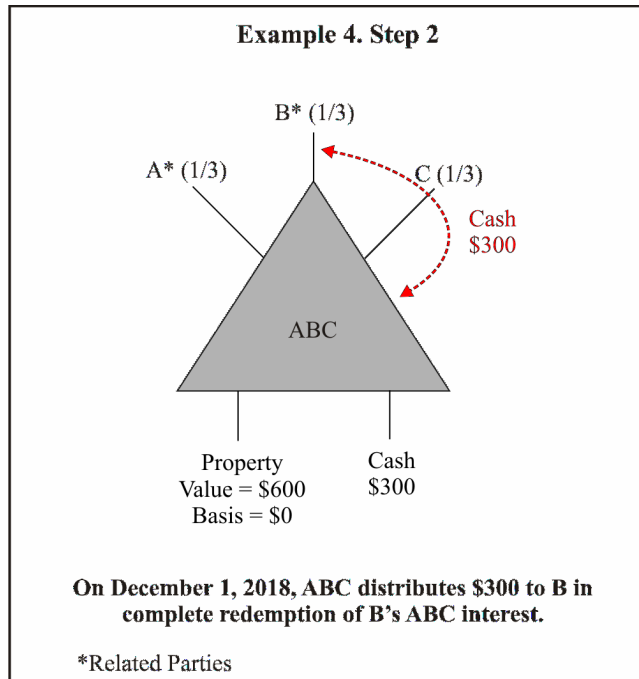 Example 4. Step 2
B* (1/3)
A* (1/3)
C (1/3)
Cash
$300
ABC
Property
Value = $600
Basis = $0
Cash
$300
On December 1, 2018, ABC distributes $300 to B in
complete redemption of B’s ABC interest.
*Related Parties